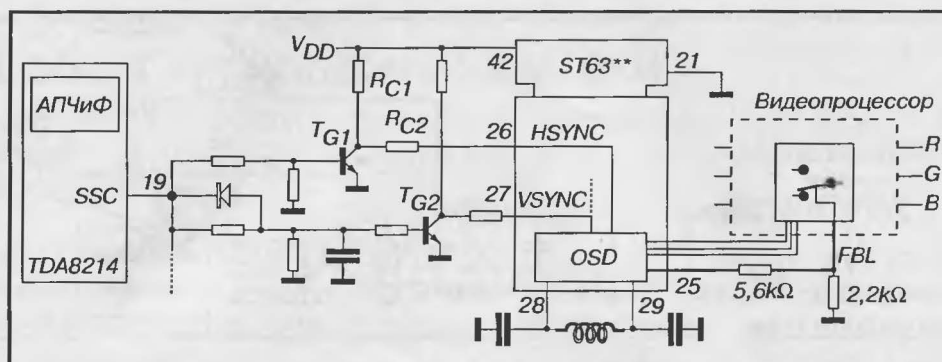 V_DD
42
ST63**
21
АПЧиФ
R_C1
Видеопроцессор
T_G1
R_C2
26
HSYNC
R
19
G
SSC
T_G2
27
VSYNC
B
OSD
FBL
TDA8214
28
29
25
5,6kΩ
2,2kΩ